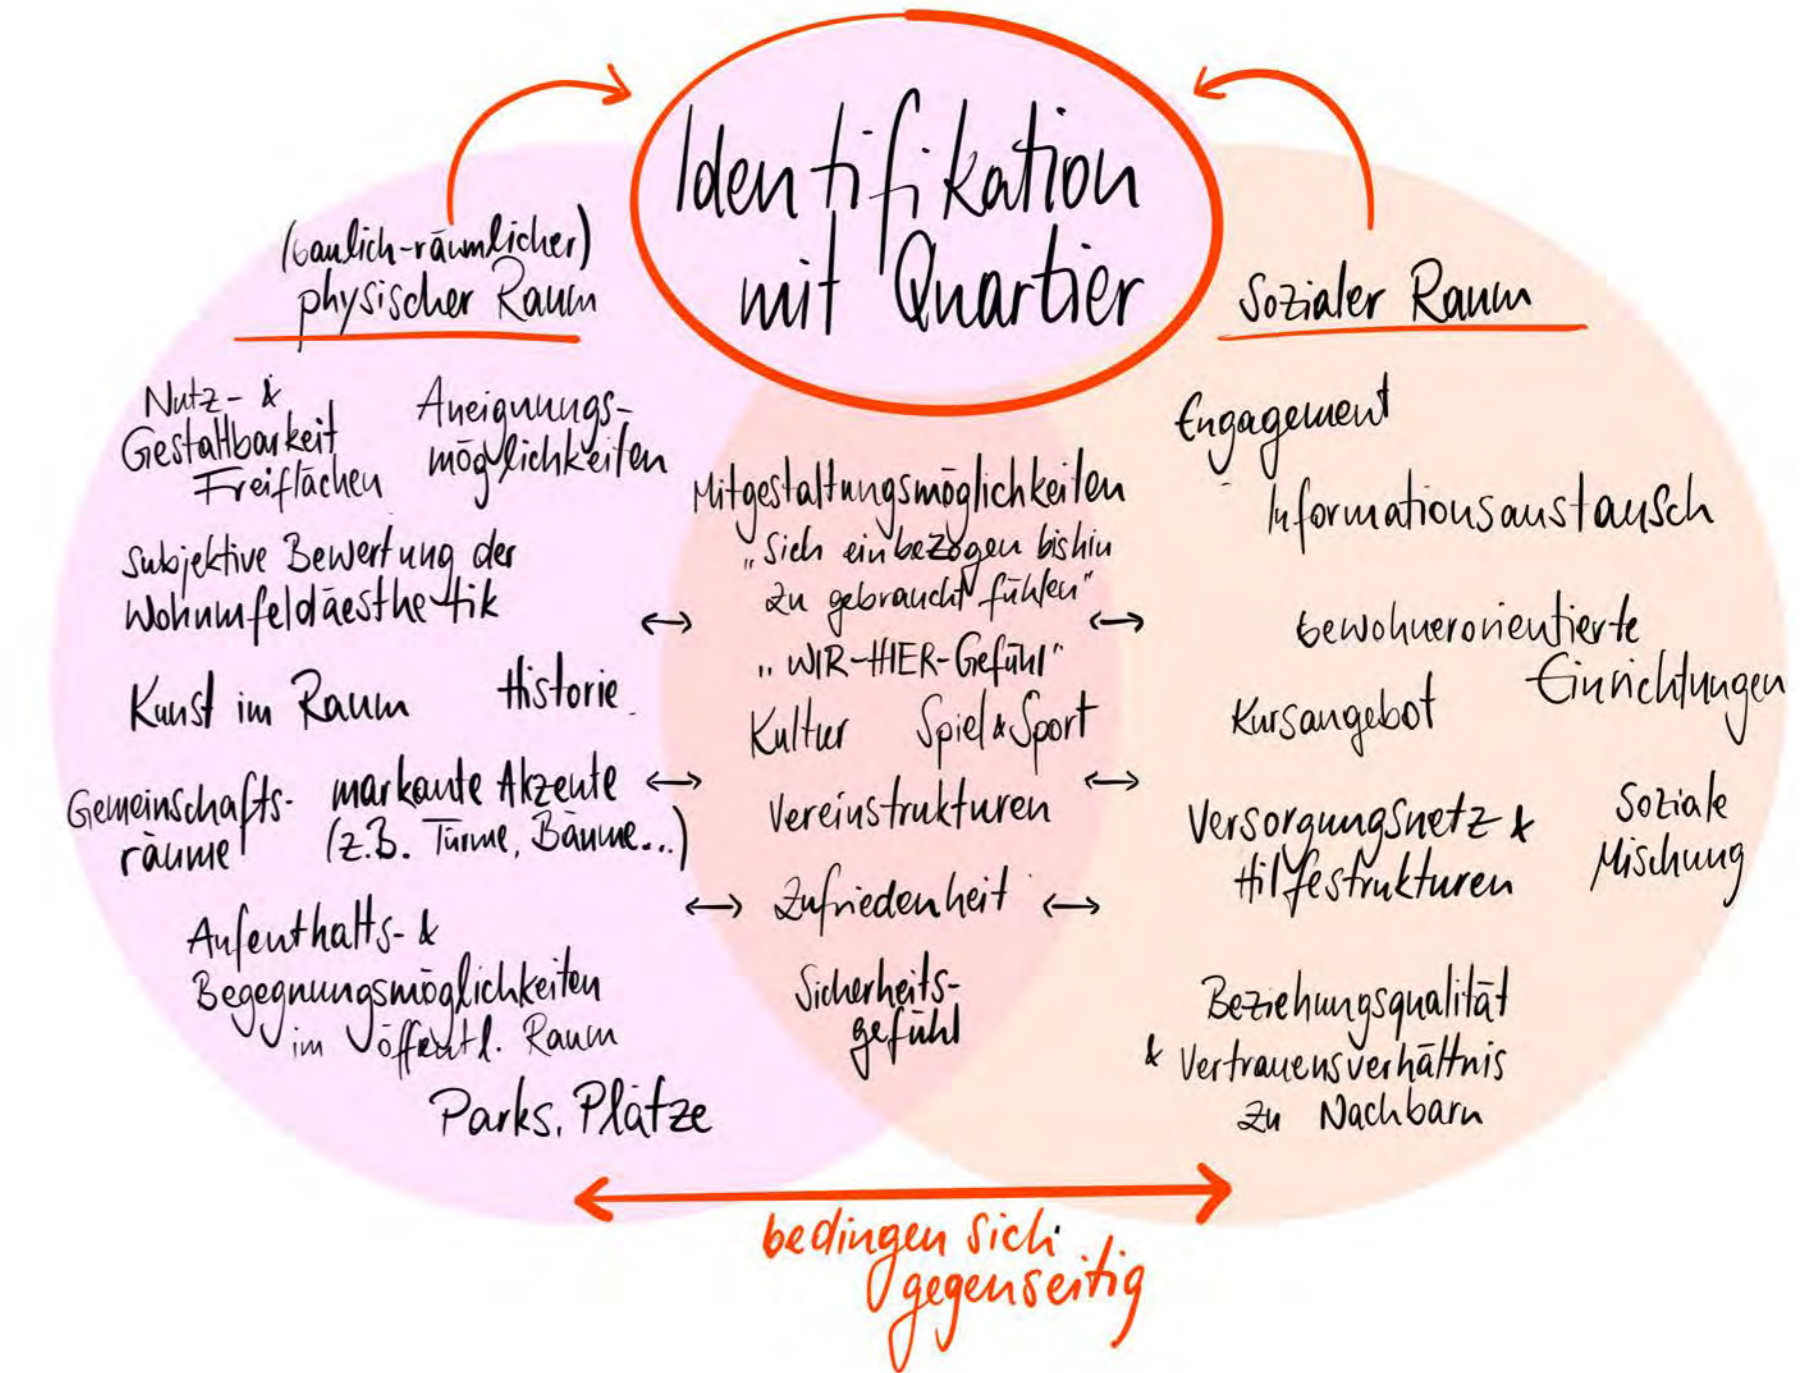 Identifikation
mit Quartier
(baulich-räumlicher)
physischer Raum
Nutz- &
Gestaltbarkeit
Freiflächen
Aneignungs-
möglichkeiten
Subjektive Bewertung der
Wohnumfeldäesthetik
Kunst im Raum
Historie
Gemeinschafts-
räume
markante Akzente
(z.B. Türme, Bäume...)
Aufenthalts- &
Begegnungsmöglichkeiten
im öffentl. Raum
Parks, Plätze
Mitgestaltungsmöglichkeiten
„Sich einbezogen bishin
zu gebraucht fühlen"
„WIR-HIER-Gefühl"
Kultur
Spiel & Sport
Vereinstrukturen
Zufriedenheit
Sicherheits-
gefühl
Sozialer Raum
Engagement
Informationsaustausch
bewohnerorientierte
Einrichtungen
Kursangebot
Versorgungsnetz &
Hilfestrukturen
Soziale
Mischung
Beziehungsqualität
& Vertrauensverhältnis
zu Nachbarn
bedingen sich
gegenseitig